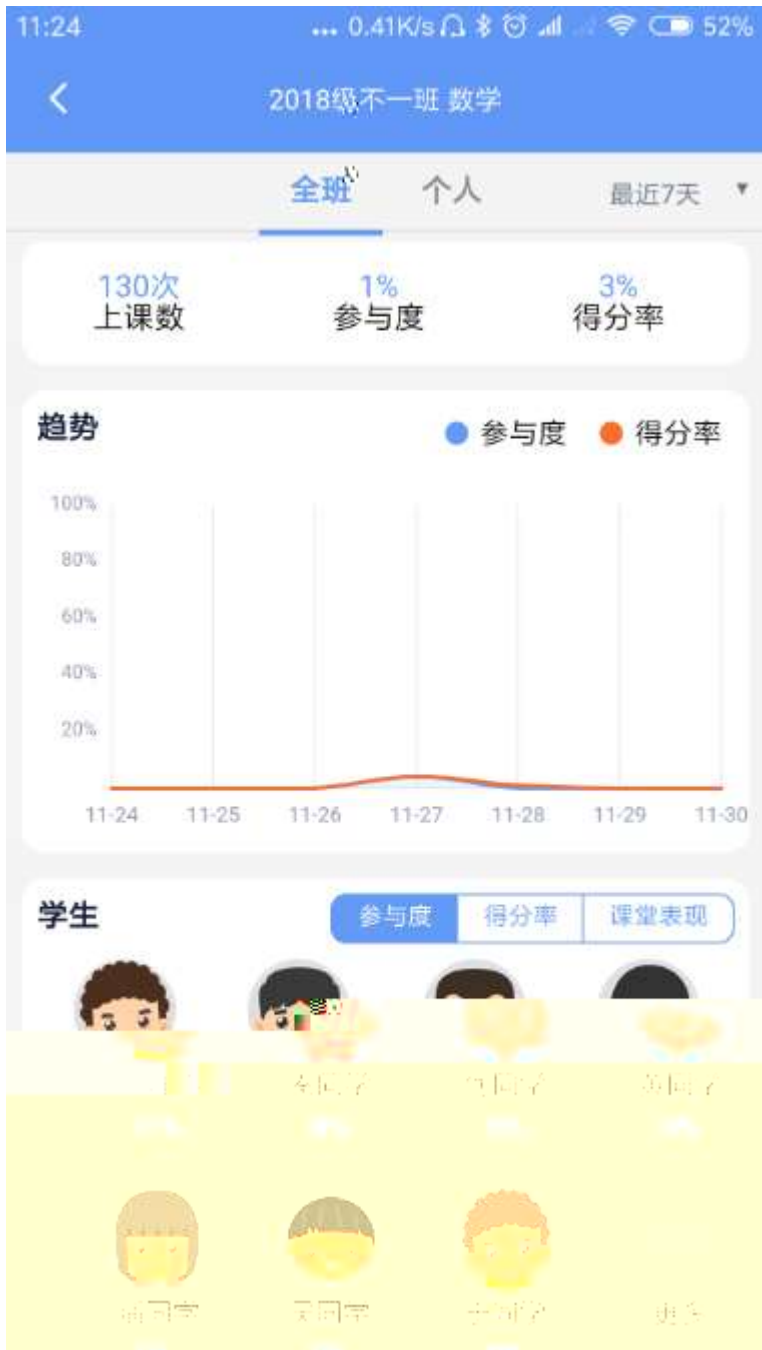 11:24 ... 0.41K/s 52%
2018级不一班 数学
全班 个人 最近7天
130次 1% 3%
上课数 参与度 得分率
趋势 参与度 得分率
100%
80%
60%
40%
20%
11-24 11-25 11-26 11-27 11-28 11-29 11-30
学生 参与度 得分率 课堂表现